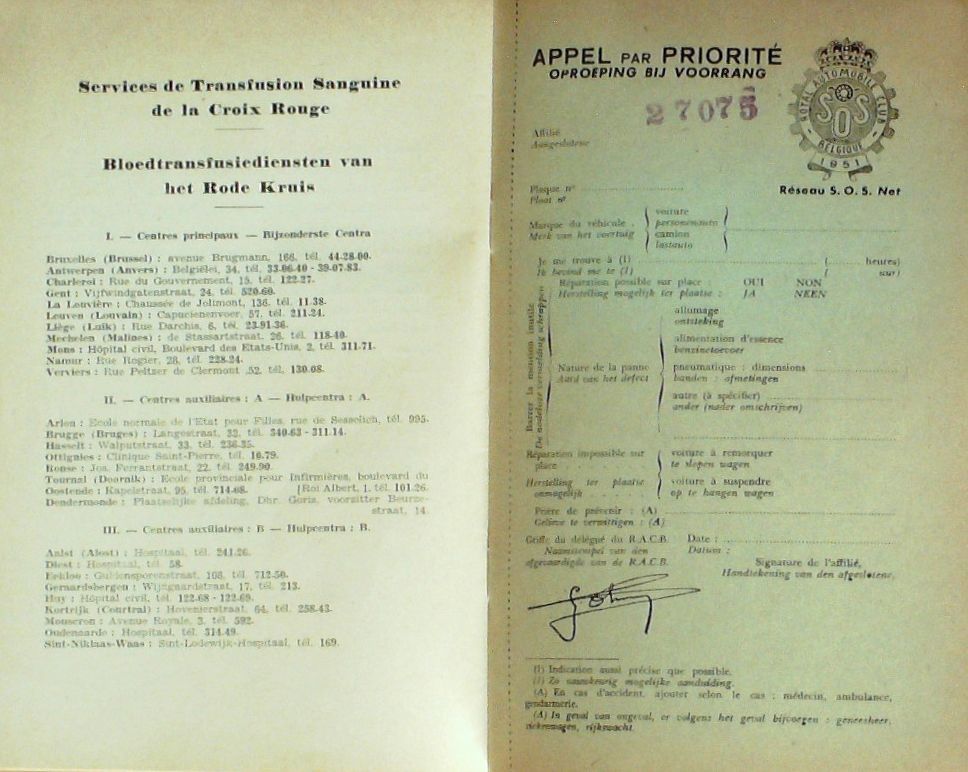 Services de Transfusion Sanguine
de la Croix Rouge
Bloedtransfusiediensten van
het Rode Kruis
I. — Centres principaux — Bijzonderste Centra
Bruxelles (Brussel) : avenue Brugmann, 166, tél. 44-28-00.
Antwerpen (Anvers) : Belgiëlei, 34, tél. 33-06-40 - 39-07-83.
Charleroi : Rue du Gouvernement, 15, tél. 122-27.
Gent : Vijfwindgatenstraat, 24, tél. 520-60.
La Louvière : Chaussée de Jolimont, 136, tél. 11.38.
Leuven (Louvain) : Capucienenvoer, 57, tél. 211-24.
Liège (Luik) : Rue Darchis, 6, tél. 23-91-36.
Mechelen (Malines) : de Stassartstraat, 26, tél. 118-40.
Mons : Hôpital civil, Boulevard des Etats-Unis, 2, tél. 311-71.
Namur : Rue Rogier, 28, tél. 228-24.
Verviers : Rue Peltzer de Clermont 52, tél. 130.08.
II. — Centres auxiliaires : A — Hulpcentra : A.
Arlon : Ecole normale de l'Etat pour Filles, rue de Sesselich, tél. 995.
Brugge (Bruges) : Langestraat, 32, tél. 340-63 - 311-14.
Hasselt : Walputstraat, 33, tél. 236-35.
Ottignies : Clinique Saint-Pierre, tél. 10.79.
Ronse : Jos. Ferrantstraat, 22, tél. 249-90.
Tournai (Doornik) : Ecole provinciale pour Infirmières, boulevard du
[Roi Albert, 1, tél. 101-26.
Oostende : Kapelstraat, 95, tél. 714-08.
Dendermonde : Plaatselijke afdeling, Dhr. Goris, voorzitter Beurze-
straat, 14.
III. — Centres auxiliaires : B — Hulpcentra : B.
Aalst (Alost) : Hospitaal, tél. 241-26.
Diest : Hospitaal, tél. 58.
Eekloo : Guldensporenstraat, 108, tél. 712-50.
Geraardsbergen : Wijngaardstraat, 17, tél. 213.
Huy : Hôpital civil, tél. 122-68 - 122-69.
Kortrijk (Courtrai) : Hovenierstraat, 64, tél. 258-43.
Mouscron : Avenue Royale, 3, tél. 592.
Oudenaarde : Hospitaal, tél. 314-49.
Sint-Niklaas-Waas : Sint-Lodewijk-Hospitaal, tél. 169.
APPEL PAR PRIORITÉ
OPROEPING BIJ VOORRANG
27075
ROYAL AUTOMOBILE CLUB
SOS
BELGIQUE
1951
Réseau S.O.S. Net
Affilié
Aangeslotene
Plaque n°
Plaat n°
Marque du véhicule .
Merk van het voertuig
voiture
personenauto
camion
lastauto
Je me trouve à (1) (...... heures)
Ik bevind me te (1) uur)
Réparation possible sur place : OUI NON
Herstelling mogelijk ter plaatse : JA NEEN
Barrer la mention inutile
De nodeloze vermelding schrappen
Nature de la panne
Aard van het defect
allumage
ontsteking
alimentation d'essence
benzinetoevoer
pneumatique : dimensions
banden : afmetingen
autre (à spécifier)
ander (nader omschrijven)
Réparation impossible sur
place
Herstelling ter plaatse
onmogelijk
voiture à remorquer
te slepen wagen
voiture à suspendre
op te hangen wagen
Prière de prévenir : (A)
Gelieve te verwittigen : (A)
Griffe du délégué du R.A.C.B.
Naamstempel van den
afgevaardigde van de R.A.C.B.
Date :
Datum :
Signature de l'affilié,
Handtekening van den afgeslotene,
(1) Indication aussi précise que possible.
(1) Zo nauwkeurig mogelijke aanduiding.
(A) En cas d'accident, ajouter selon le cas : médecin, ambulance,
gendarmerie.
(A) In geval van ongeval, er volgens het geval bijvoegen : geneesheer,
ziekenwagen, rijkswacht.